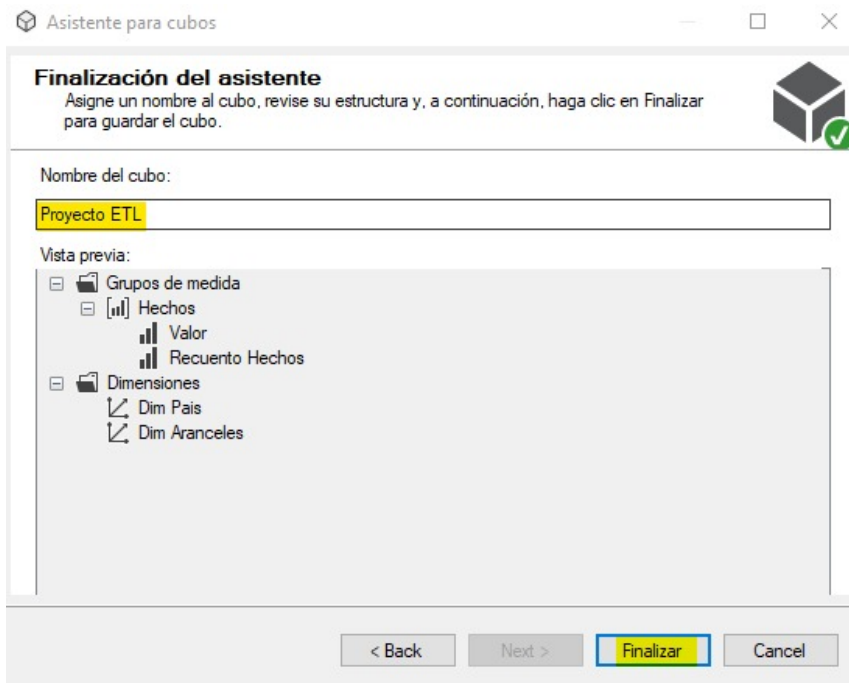 Asistente para cubos
Finalización del asistente
Asigne un nombre al cubo, revise su estructura y, a continuación, haga clic en Finalizar
para guardar el cubo.
Nombre del cubo:
Proyecto ETL
Vista previa:
Grupos de medida
Hechos
Valor
Recuento Hechos
Dimensiones
Dim Pais
Dim Aranceles
< Back Next > Finalizar Cancel